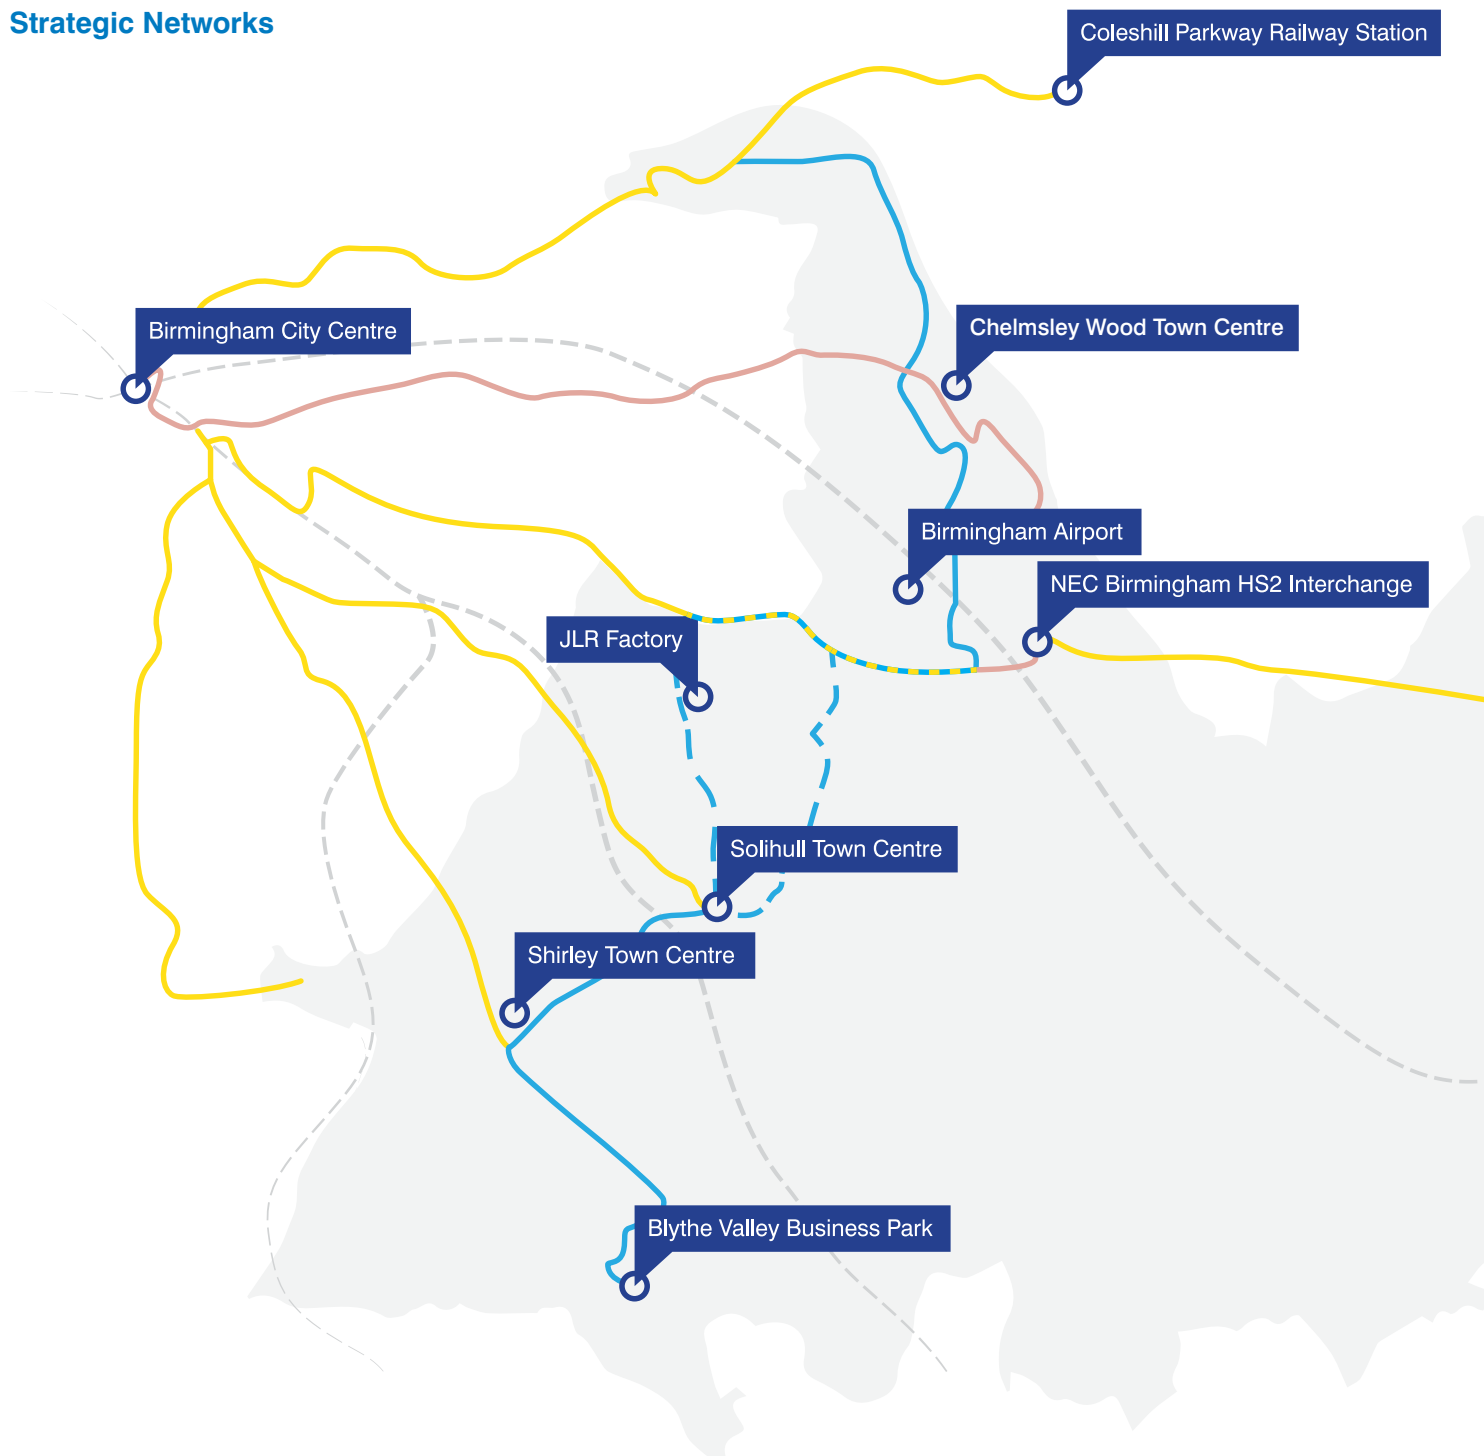 Strategic Networks
Coleshill Parkway Railway Station
Birmingham City Centre
Chelmsley Wood Town Centre
Birmingham Airport
NEC Birmingham HS2 Interchange
JLR Factory
Solihull Town Centre
Shirley Town Centre
Blythe Valley Business Park